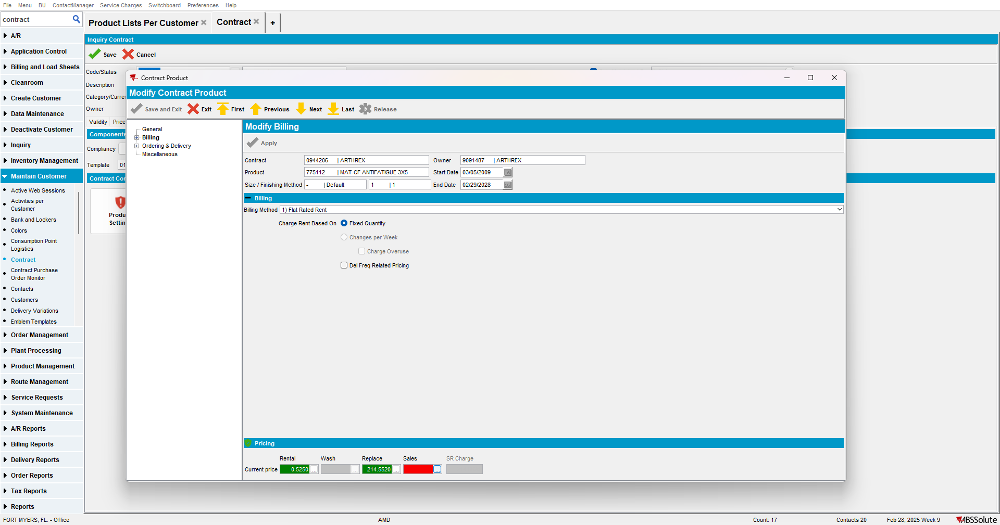 File Menu BU ContactManager Service Charges Switchboard Preferences Help
contract
Product Lists Per Customer
Contract
+
A/R
Application Control
Billing and Load Sheets
Cleanroom
Create Customer
Data Maintenance
Deactivate Customer
Inquiry
Inventory Management
Maintain Customer
Active Web Sessions
Activities per
Customer
Bank and Lockers
Colors
Consumption Point
Logistics
Contract
Contract Purchase
Order Monitor
Contacts
Customers
Delivery Variations
Emblem Templates
Order Management
Plant Processing
Product Management
Route Management
Service Requests
System Maintenance
A/R Reports
Billing Reports
Delivery Reports
Order Reports
Tax Reports
Reports
Inquiry Contract
Save Cancel
Code/Status
Description
Category/Curre
Owner
Validity Price
Components
Compliancy
Template 01
Contract Con
Produ
Settin
Contract Product
Modify Contract Product
Save and Exit Exit First Previous Next Last Release
General
Billing
Ordering & Delivery
Miscellaneous
Modify Billing
Apply
Contract 0944206 | ARTHREX Owner 9091487 | ARTHREX
Product 775112 | MAT-CF ANTIFATIGUE 3X5 Start Date 03/05/2009 16
Size / Finishing Method - | Default 1 | 1 End Date 02/29/2028 16
Billing
Billing Method 1) Flat Rated Rent
Charge Rent Based On Fixed Quantity
Changes per Week
Charge Overuse
Del Freq Related Pricing
Pricing
Rental Wash Replace Sales SR Charge
Current price 0.5250 ... ... 214.5520 ... ...
FORT MYERS, FL. - Office AMD Count: 17 Contacts 20 Feb 28, 2025 Week 9 ABSSolute